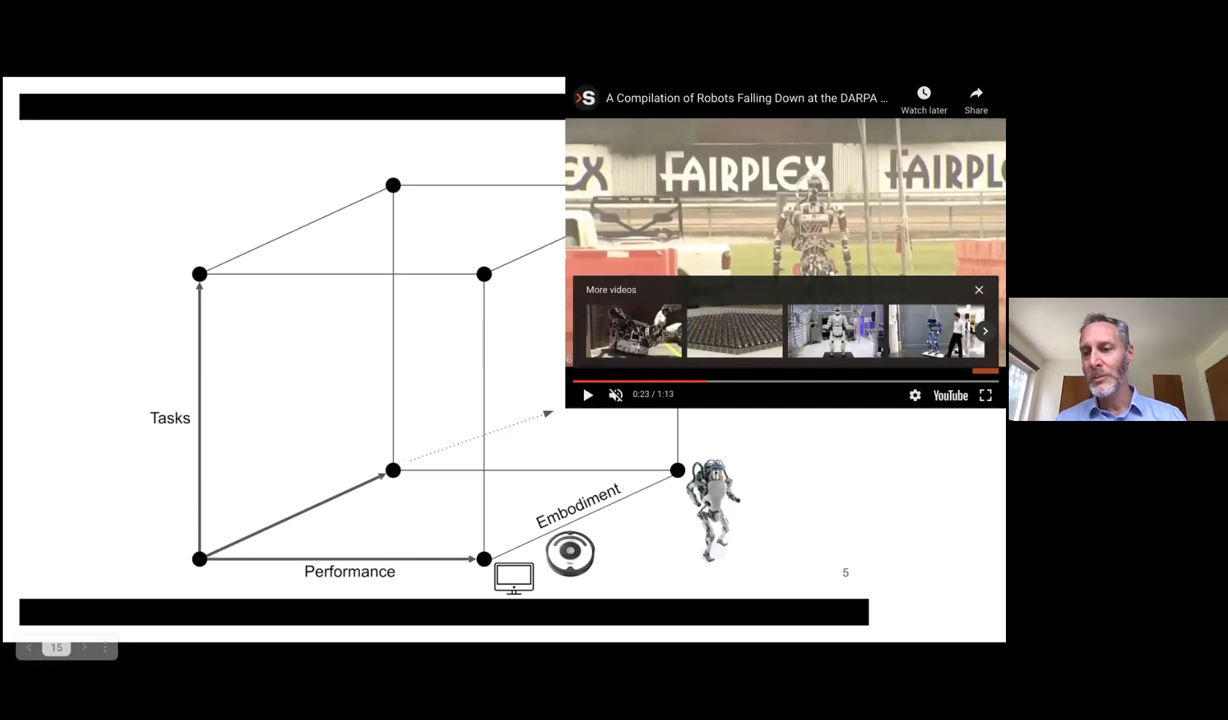 A Compilation of Robots Falling Down at the DARPA ...
Watch later
Share
EX
FAIRPLEX
FAIRPL
More videos
0:23 / 1:13
YouTube
Tasks
Embodiment
Performance
5
15